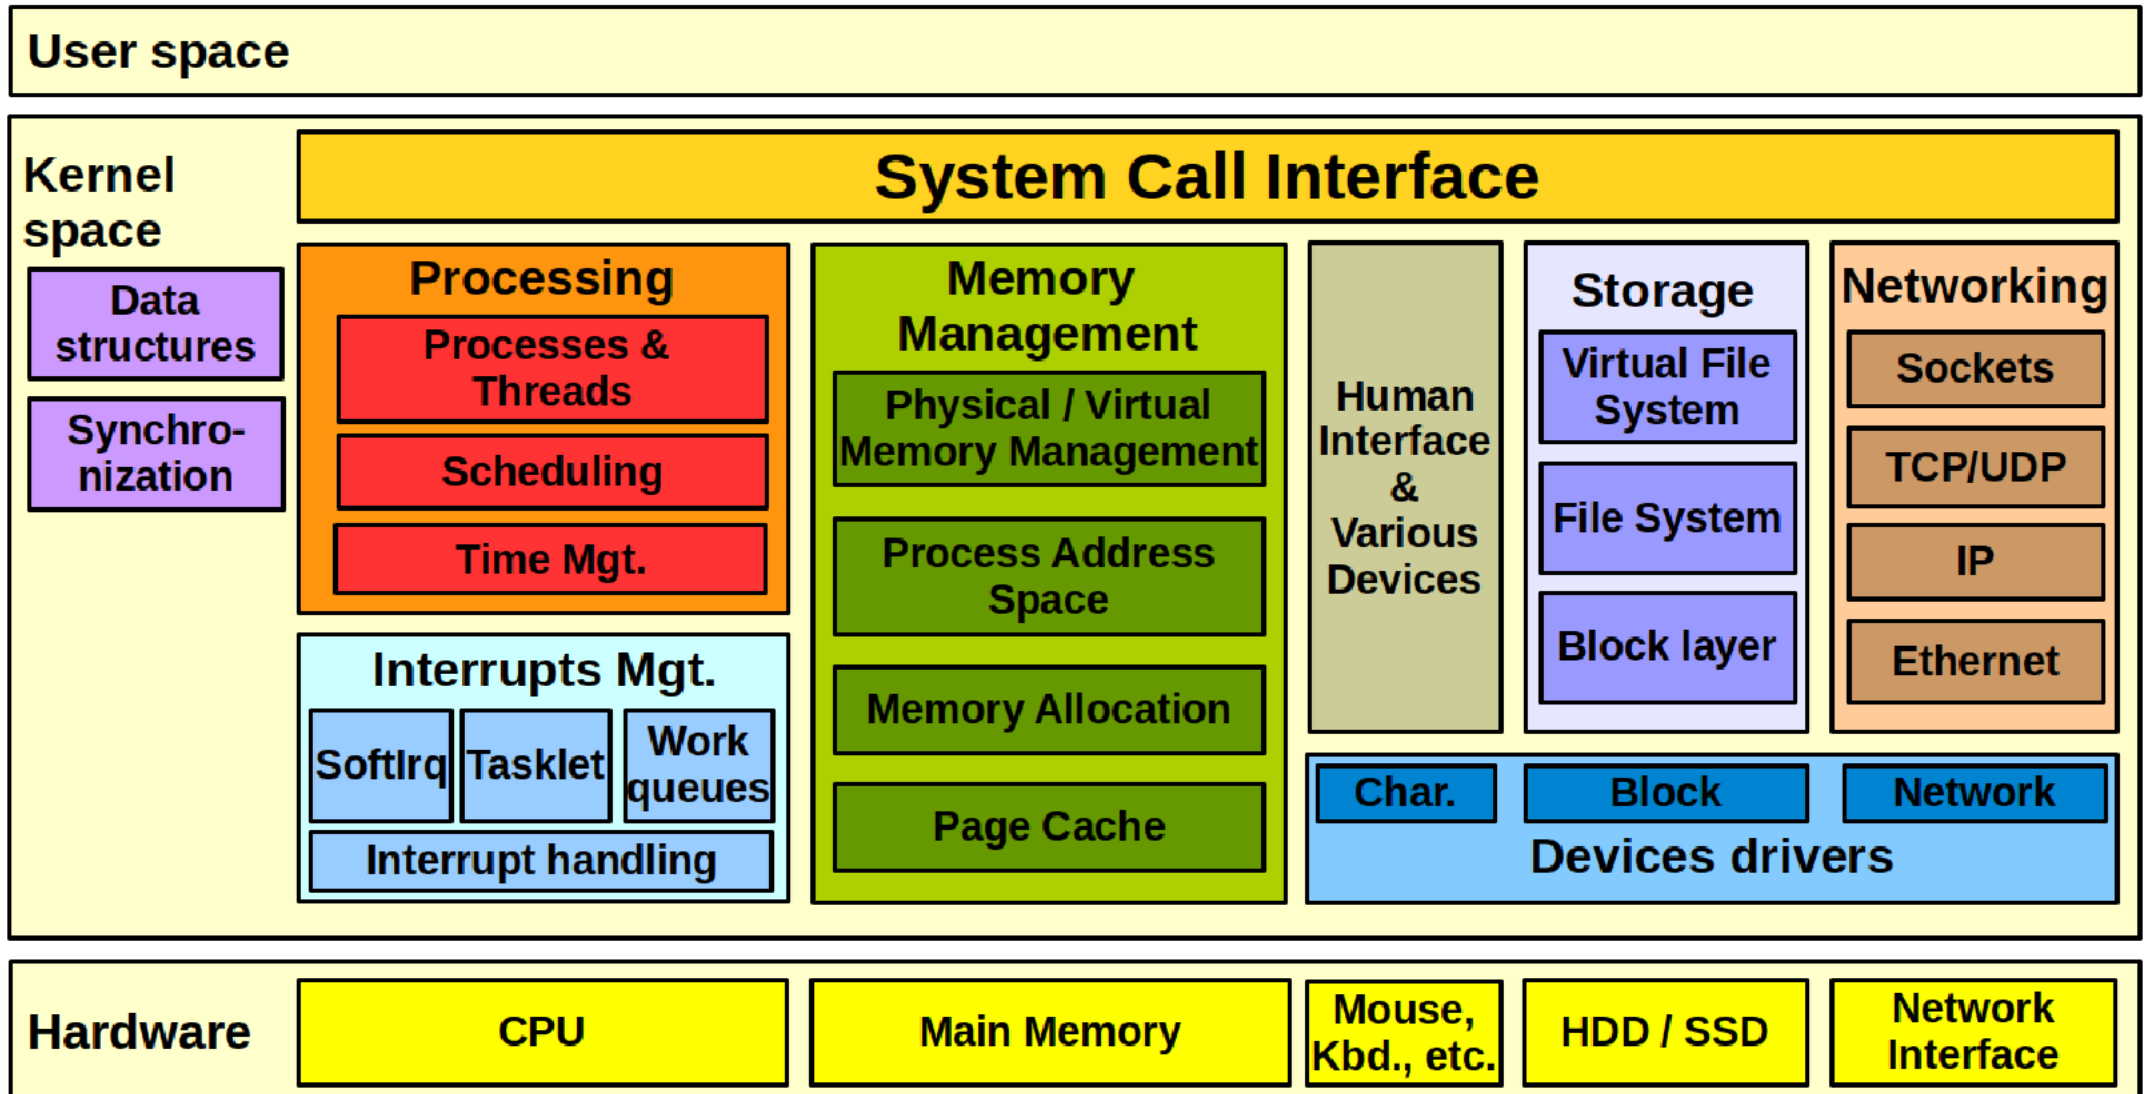 User space
Kernel
space
System Call Interface
Data
structures
Synchro-
nization
Processing
Processes &
Threads
Scheduling
Time Mgt.
Interrupts Mgt.
SoftIrq
Tasklet
Work
queues
Interrupt handling
Memory
Management
Physical / Virtual
Memory Management
Process Address
Space
Memory Allocation
Page Cache
Human
Interface
&
Various
Devices
Storage
Virtual File
System
File System
Block layer
Networking
Sockets
TCP/UDP
IP
Ethernet
Char.
Block
Network
Devices drivers
Hardware
CPU
Main Memory
Mouse,
Kbd., etc.
HDD / SSD
Network
Interface